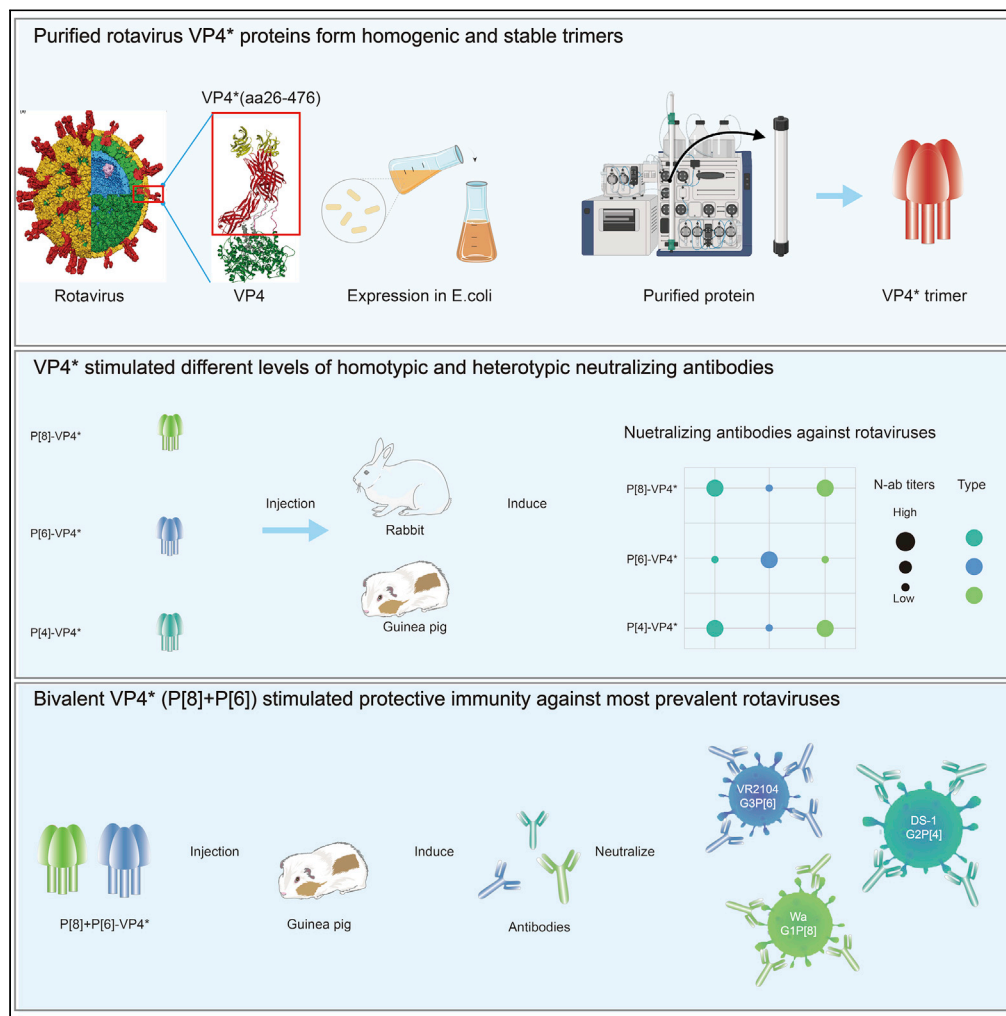 Purified rotavirus VP4* proteins form homogenic and stable trimers
VP4*(aa26-476)
Rotavirus
VP4
Expression in E.coli
Purified protein
VP4* trimer
VP4* stimulated different levels of homotypic and heterotypic neutralizing antibodies
P[8]-VP4*
P[6]-VP4*
P[4]-VP4*
Injection
Rabbit
Guinea pig
Induce
Nuetralizing antibodies against rotaviruses
P[8]-VP4*
P[6]-VP4*
P[4]-VP4*
N-ab titers
High
Low
Type
Bivalent VP4* (P[8]+P[6]) stimulated protective immunity against most prevalent rotaviruses
P[8]+P[6]-VP4*
Injection
Guinea pig
Induce
Antibodies
Neutralize
VR2104
G3P[6]
DS-1
G2P[4]
Wa
G1P[8]